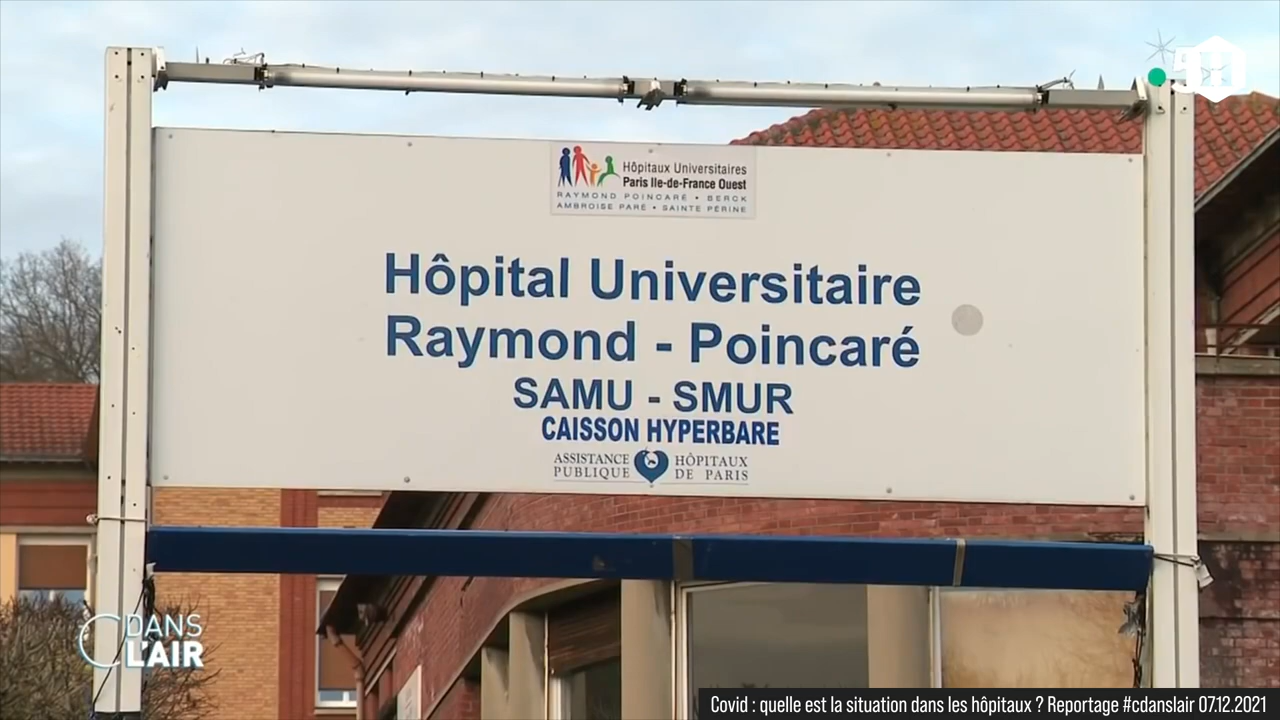 Hôpitaux Universitaires
Paris Ile-de-France Ouest
RAYMOND POINCARÉ • BERCK
AMBROISE PARÉ • SAINTE PÉRINE
Hôpital Universitaire
Raymond - Poincaré
SAMU - SMUR
CAISSON HYPERBARE
ASSISTANCE PUBLIQUE HÔPITAUX DE PARIS
C DANS L'AIR
Covid : quelle est la situation dans les hôpitaux ? Reportage #cdanslair 07.12.2021